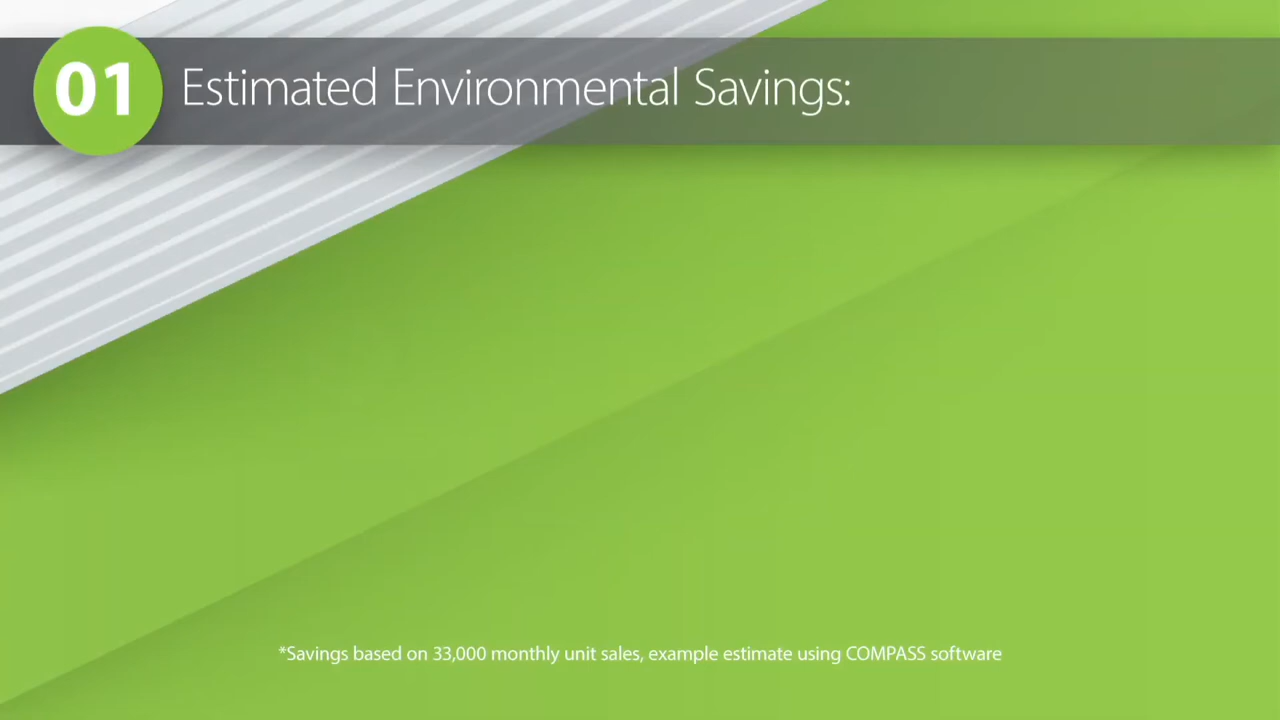 01 Estimated Environmental Savings:
*Savings based on 33,000 monthly unit sales, example estimate using COMPASS software